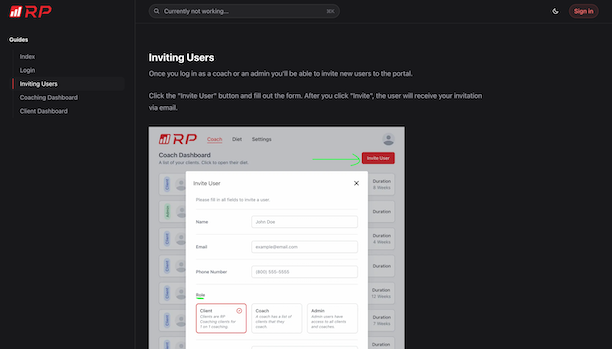 RP
Currently not working...
⌘K
Sign in
Guides
Index
Login
Inviting Users
Coaching Dashboard
Client Dashboard
Inviting Users
Once you log in as a coach or an admin you'll be able to invite new users to the portal.
Click the "Invite User" button and fill out the form. After you click "Invite", the user will receive your invitation
via email.
RP
Coach
Diet
Settings
Coach Dashboard
A list of your clients. Click to open their diet
Invite User
Invite User
Please fill in all fields to invite a user.
Name
John Doe
Email
example@email.com
Phone Number
(800) 555-5555
Role
Client
Clients are RP
Coaching clients for
1 on 1 coaching.
Coach
A coach has a list of
clients that they
coach.
Admin
Admin users have
access to all clients
and coaches.
Client
Admin
Client
Client
Client
Client
Duration
8 Weeks
Duration
Duration
4 Weeks
Duration
Duration
12 Weeks
Duration
7 Weeks
Duration